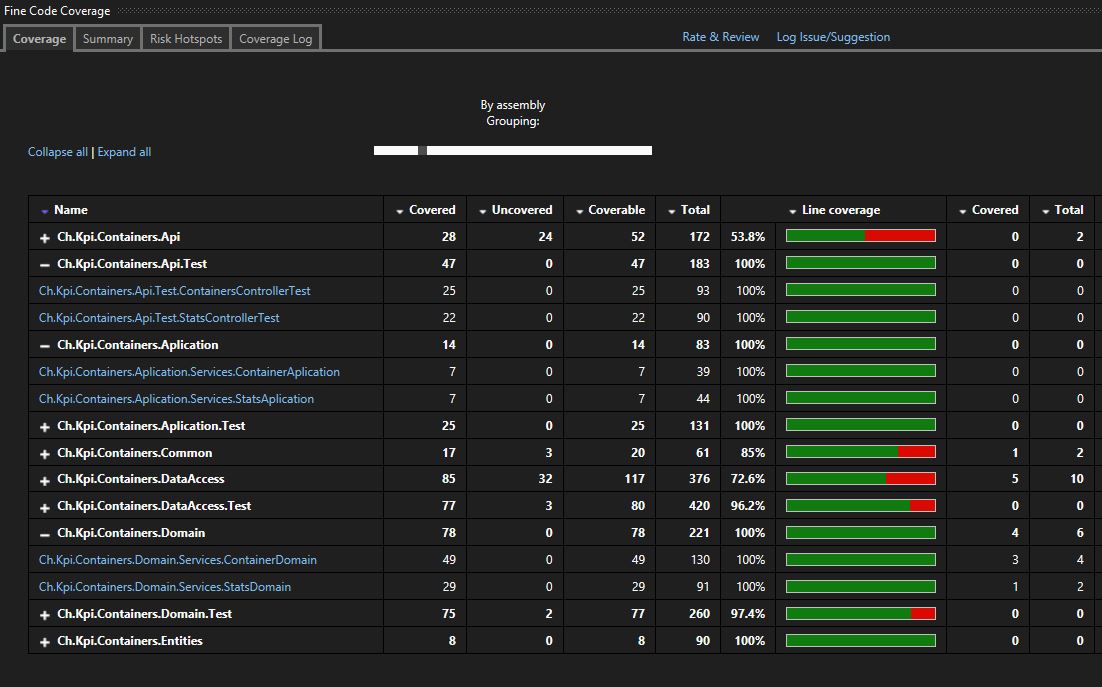 Fine Code Coverage
Coverage Summary Risk Hotspots Coverage Log Rate & Review Log Issue/Suggestion
By assembly
Grouping:
Collapse all | Expand all
Name Covered Uncovered Coverable Total Line coverage Covered Total
Ch.Kpi.Containers.Api 28 24 52 172 53.8% 0 2
Ch.Kpi.Containers.Api.Test 47 0 47 183 100% 0 0
Ch.Kpi.Containers.Api.Test.ContainersControllerTest 25 0 25 93 100% 0 0
Ch.Kpi.Containers.Api.Test.StatsControllerTest 22 0 22 90 100% 0 0
Ch.Kpi.Containers.Aplication 14 0 14 83 100% 0 0
Ch.Kpi.Containers.Aplication.Services.ContainerAplication 7 0 7 39 100% 0 0
Ch.Kpi.Containers.Aplication.Services.StatsAplication 7 0 7 44 100% 0 0
Ch.Kpi.Containers.Aplication.Test 25 0 25 131 100% 0 0
Ch.Kpi.Containers.Common 17 3 20 61 85% 1 2
Ch.Kpi.Containers.DataAccess 85 32 117 376 72.6% 5 10
Ch.Kpi.Containers.DataAccess.Test 77 3 80 420 96.2% 0 0
Ch.Kpi.Containers.Domain 78 0 78 221 100% 4 6
Ch.Kpi.Containers.Domain.Services.ContainerDomain 49 0 49 130 100% 3 4
Ch.Kpi.Containers.Domain.Services.StatsDomain 29 0 29 91 100% 1 2
Ch.Kpi.Containers.Domain.Test 75 2 77 260 97.4% 0 0
Ch.Kpi.Containers.Entities 8 0 8 90 100% 0 0